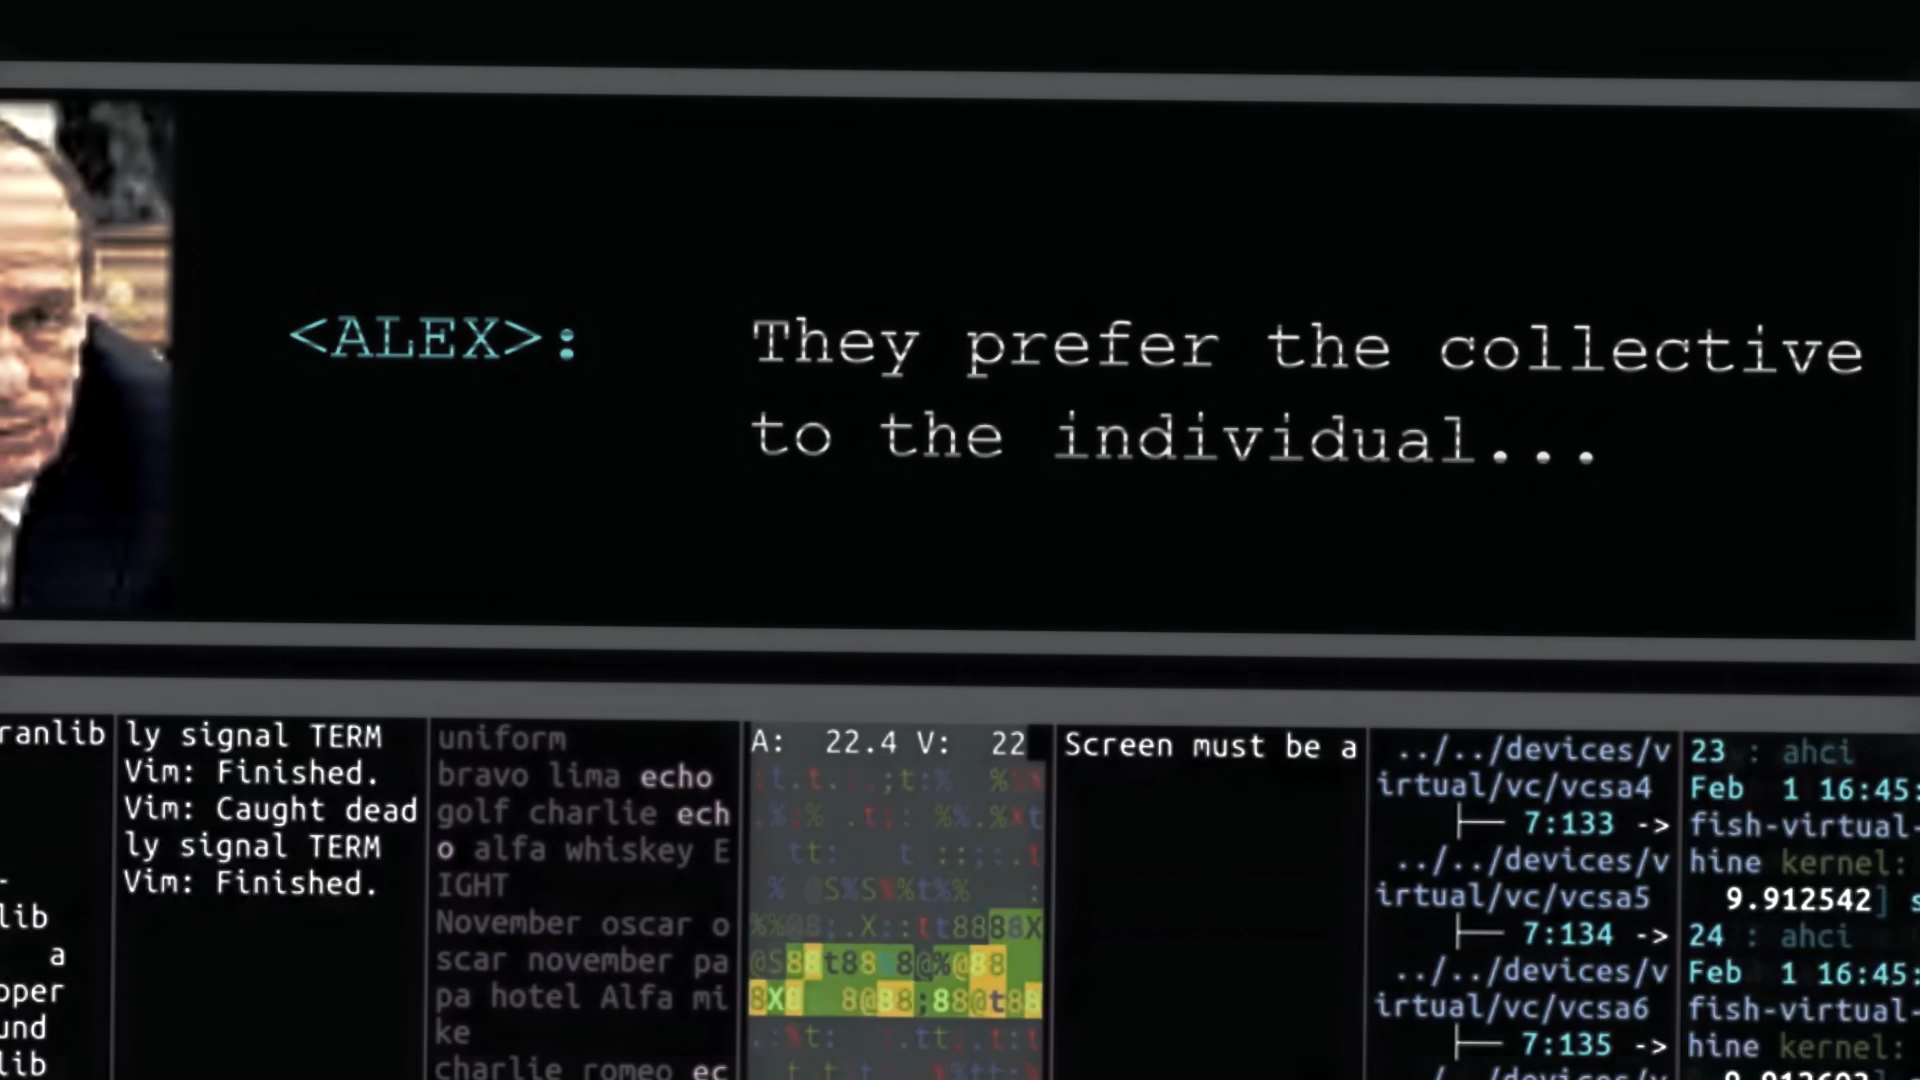 <ALEX>:
They prefer the collective
to the individual...
ranlib
lib
a
und
lib
ly signal TERM
Vim: Finished.
Vim: Caught dead
ly signal TERM
Vim: Finished.
uniform
bravo lima echo
golf charlie ech
o alfa whiskey E
IGHT
November oscar o
scar november pa
pa hotel Alfa mi
ke
charlie romeo ec
A: 22.4 V: 22
Screen must be a
../../devices/v
irtual/vc/vcsa4
├── 7:133 ->
../../devices/v
irtual/vc/vcsa5
├── 7:134 ->
../../devices/v
irtual/vc/vcsa6
├── 7:135 ->
../../devices/v
23 : ahci
Feb 1 16:45:
fish-virtual-
hine kernel:
9.912542] s
24 : ahci
Feb 1 16:45:
fish-virtual-
hine kernel: